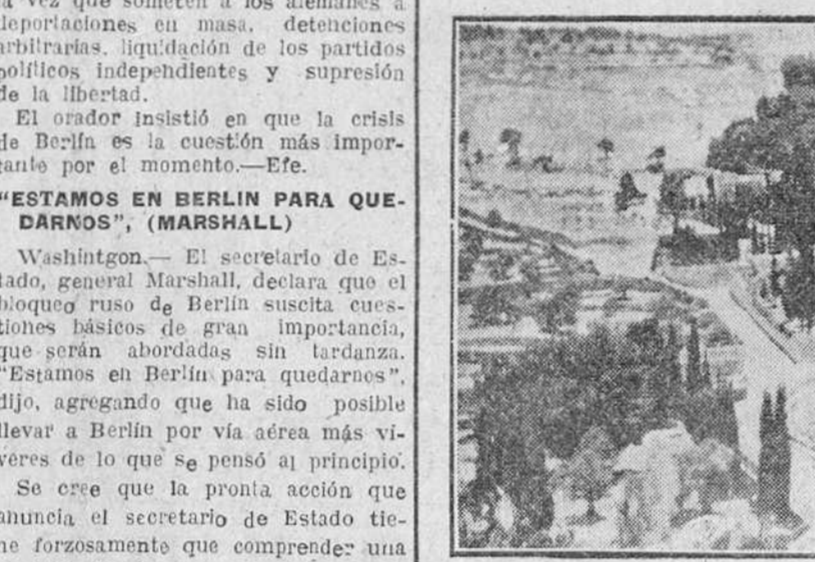 la vez que someten a los alemanes a
deportaciones en masa, detenciones
arbitrarias, liquidación de los partidos
políticos independientes y supresión
de la libertad.
El orador insistió en que la crisis
de Berlín es la cuestión más impor-
tante por el momento.—Efe.
"ESTAMOS EN BERLIN PARA QUE-
DARNOS", (MARSHALL)
Washintgon.— El secretario de Es-
tado, general Marshall, declara que el
bloqueo ruso de Berlín suscita cues-
tiones básicos de gran importancia,
que serán abordadas sin tardanza.
"Estamos en Berlín para quedarnos",
dijo, agregando que ha sido posible
llevar a Berlín por vía aérea más ví-
veres de lo que se pensó al principio.
Se cree que la pronta acción que
anuncia el secretario de Estado tie-
ne forzosamente que comprender una